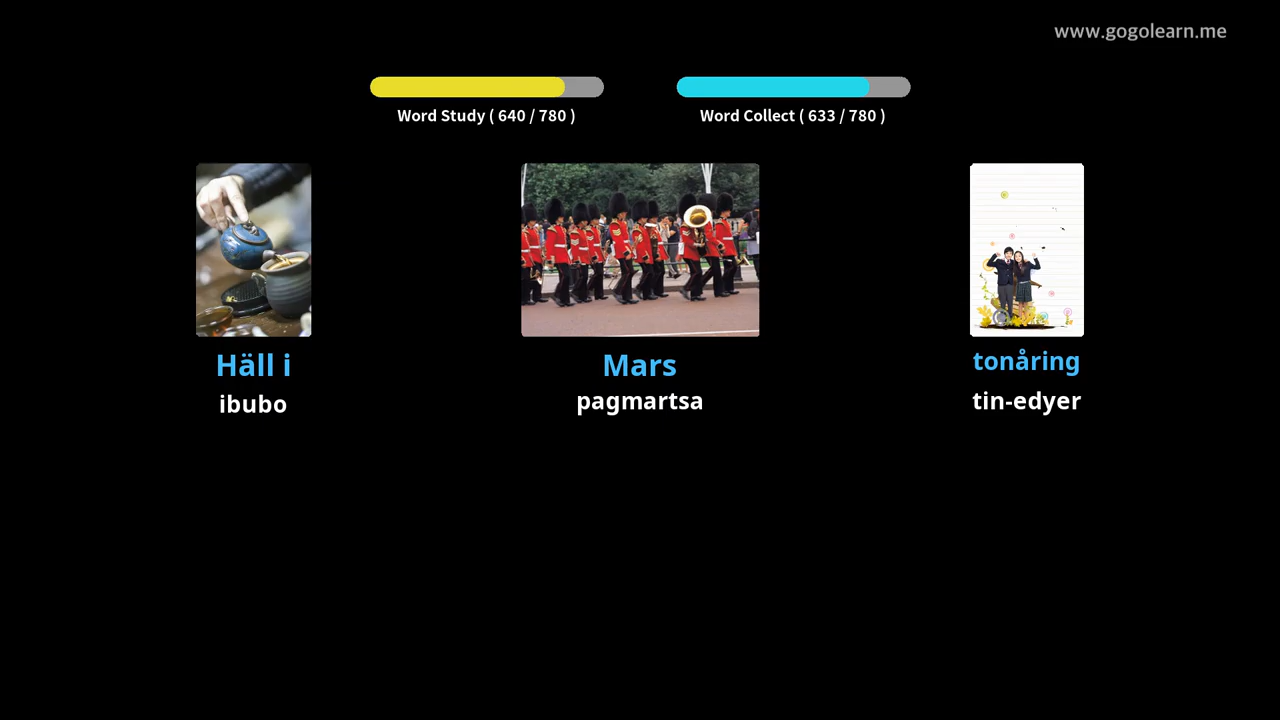 www.gogolearn.me
Word Study ( 640 / 780 )
Word Collect ( 633 / 780 )
Häll i
ibubo
Mars
pagmartsa
tonåring
tin-edyer